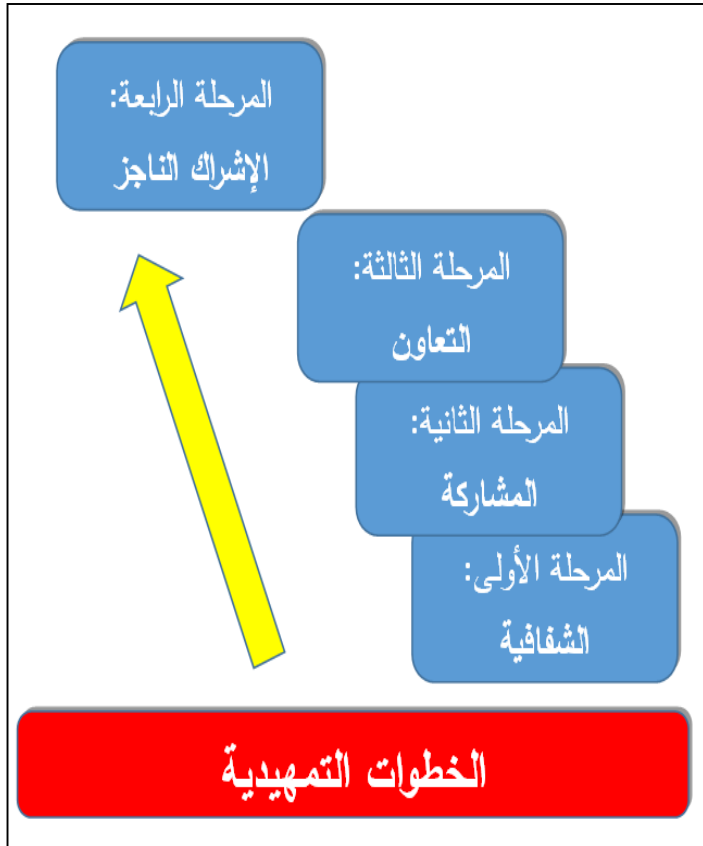 المرحلة الرابعة:
الإشراك الناجز
المرحلة الثالثة:
التعاون
المرحلة الثانية:
المشاركة
المرحلة الأولى:
الشفافية
الخطوات التمهيدية